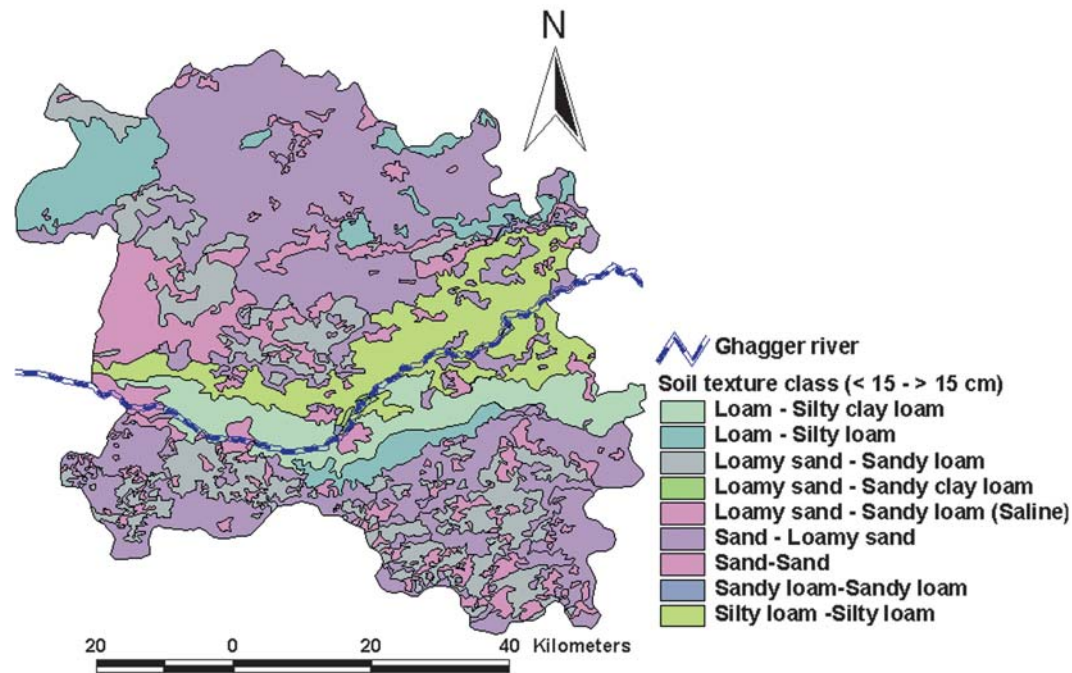 N
Ghagger river
Soil texture class (< 15 - > 15 cm)
Loam - Silty clay loam
Loam - Silty loam
Loamy sand - Sandy loam
Loamy sand - Sandy clay loam
Loamy sand - Sandy loam (Saline)
Sand - Loamy sand
Sand-Sand
Sandy loam-Sandy loam
Silty loam -Silty loam
20 0 20 40 Kilometers